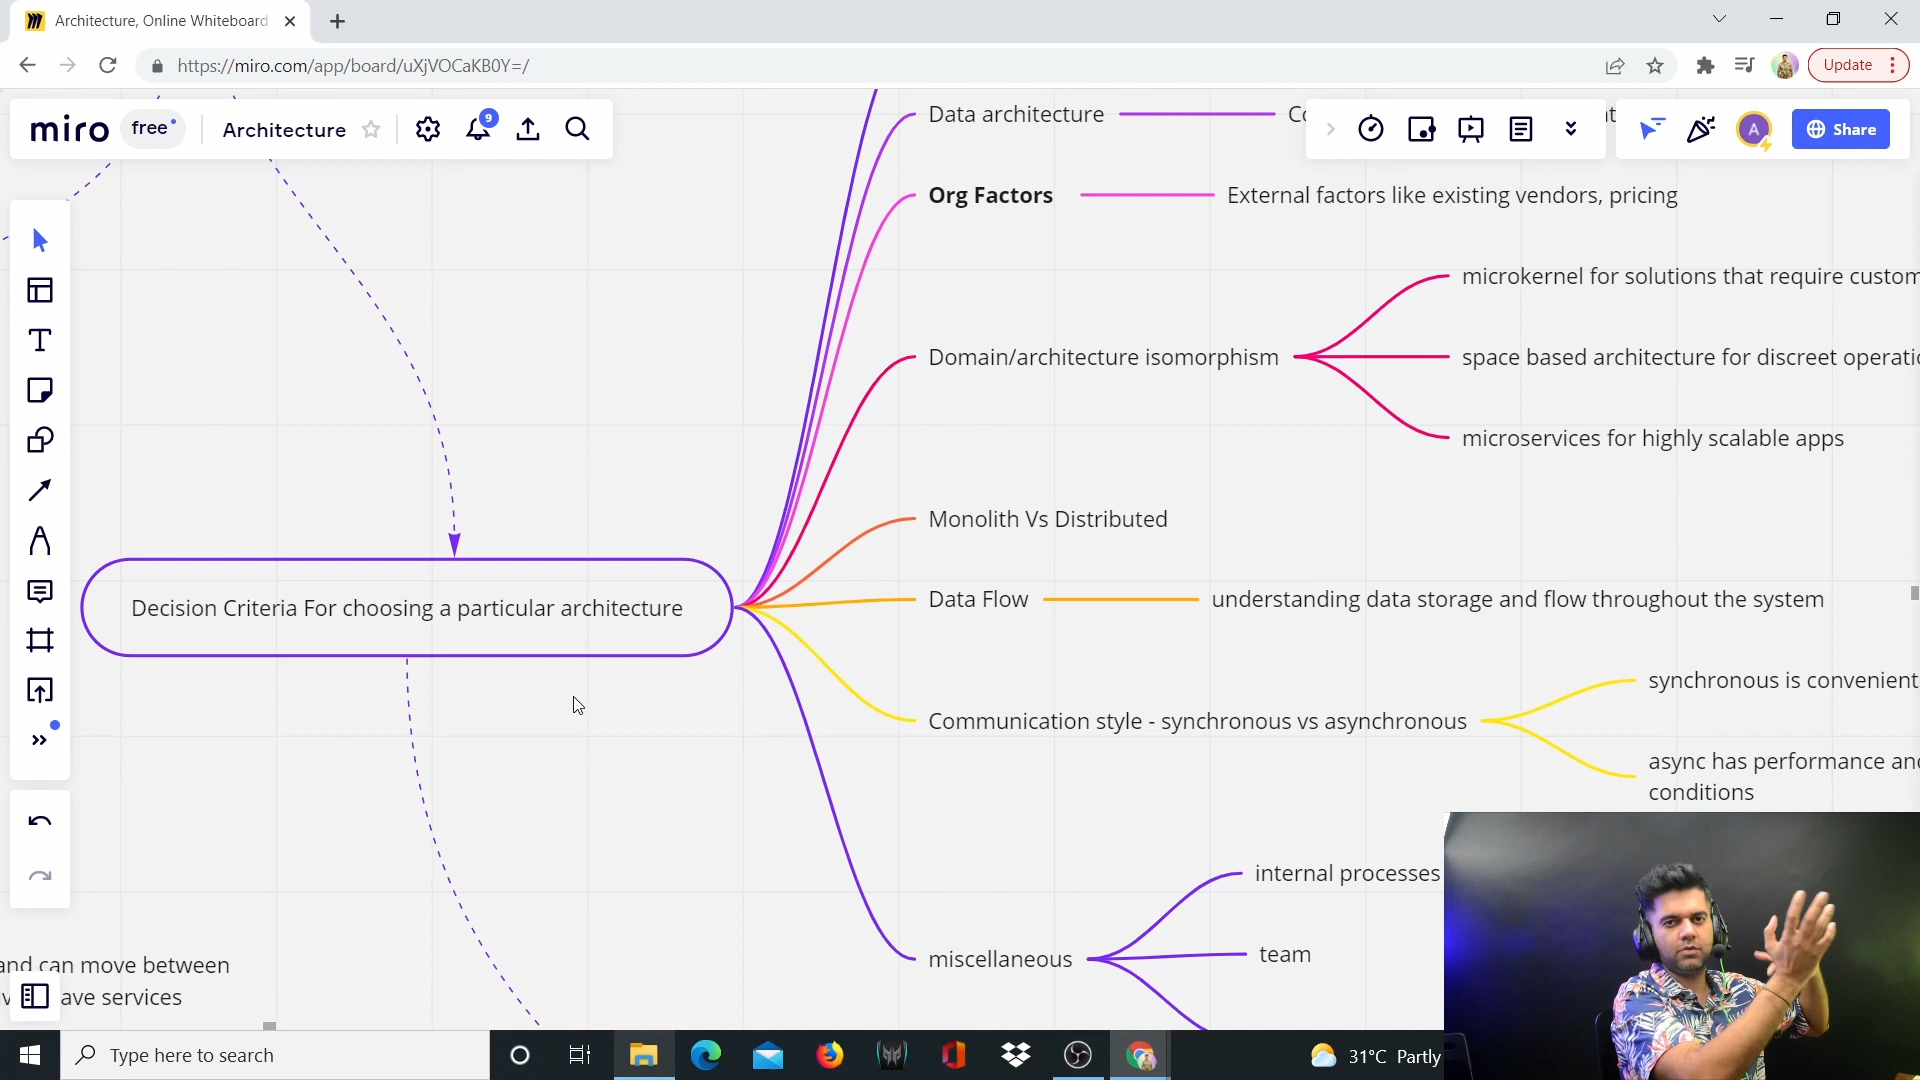 Architecture, Online Whiteboard
https://miro.com/app/board/uXjVOCaKB0Y=/
Update
miro
free
Architecture
9
A
Share
Data architecture
Org Factors
External factors like existing vendors, pricing
microkernel for solutions that require custom
Domain/architecture isomorphism
space based architecture for discreet operatic
microservices for highly scalable apps
Monolith Vs Distributed
Decision Criteria For choosing a particular architecture
Data Flow
understanding data storage and flow throughout the system
synchronous is convenient
Communication style - synchronous vs asynchronous
async has performance and
conditions
internal processes
miscellaneous
team
and can move between
ave services
Type here to search
31°C Partly